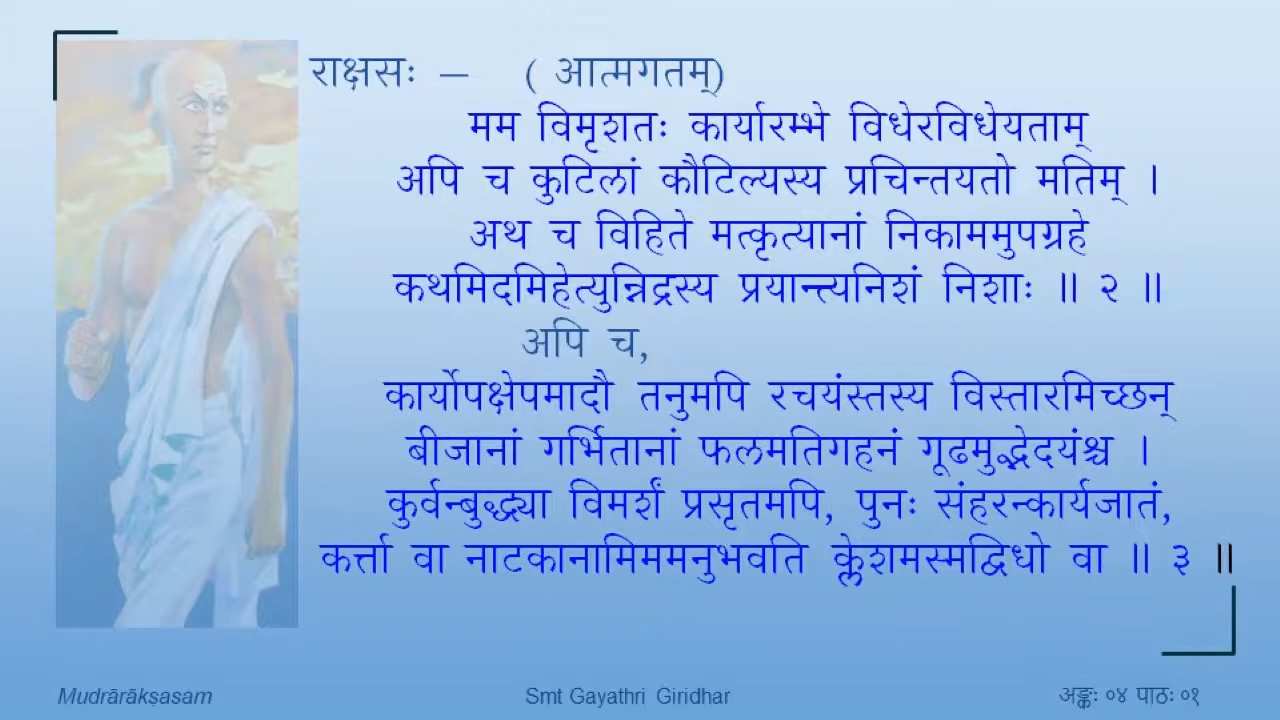 राक्षसः – ( आत्मगतम्)
मम विमृशतः कार्यारम्भे विधेरविधेयताम्
अपि च कुटिलां कौटिल्यस्य प्रचिन्तयतो मतिम् ।
अथ च विहिते मत्कृत्यानां निकाममुपग्रहे
कथमिदमिहेत्युन्निद्रस्य प्रयान्त्यनिशं निशाः ॥ २ ॥
अपि च,
कार्योपक्षेपमादौ तनुमपि रचयंस्तस्य विस्तारमिच्छन्
बीजानां गर्भितानां फलमतिगहनं गूढमुद्भेदयंश्च ।
कुर्वन्बुद्ध्या विमर्शं प्रसृतमपि, पुनः संहरन्कार्यजातं,
कर्त्ता वा नाटकानामिममनुभवति क्लेशमस्मद्विधो वा ॥ ३ ॥
Mudrārākṣasam Smt Gayathri Giridhar अङ्कः ०४ पाठः ०१